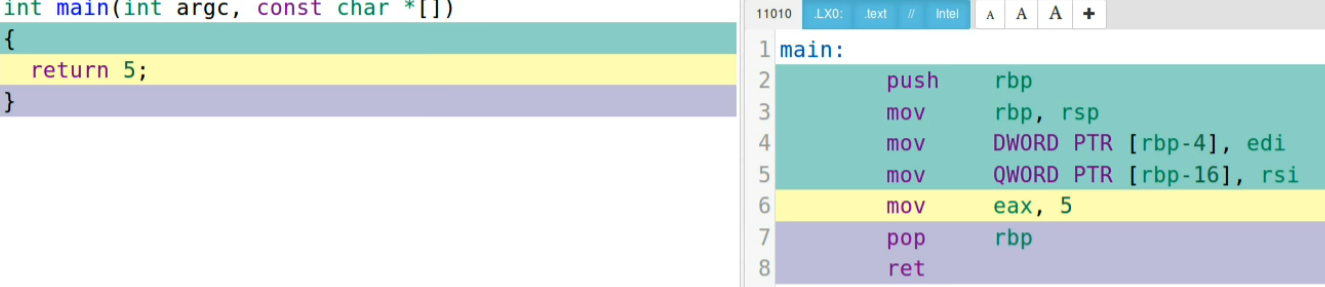 int main(int argc, const char *[])
{
  return 5;
}
11010 .LX0: .text // Intel A A A +
1 main:
2 push rbp
3 mov rbp, rsp
4 mov DWORD PTR [rbp-4], edi
5 mov QWORD PTR [rbp-16], rsi
6 mov eax, 5
7 pop rbp
8 ret